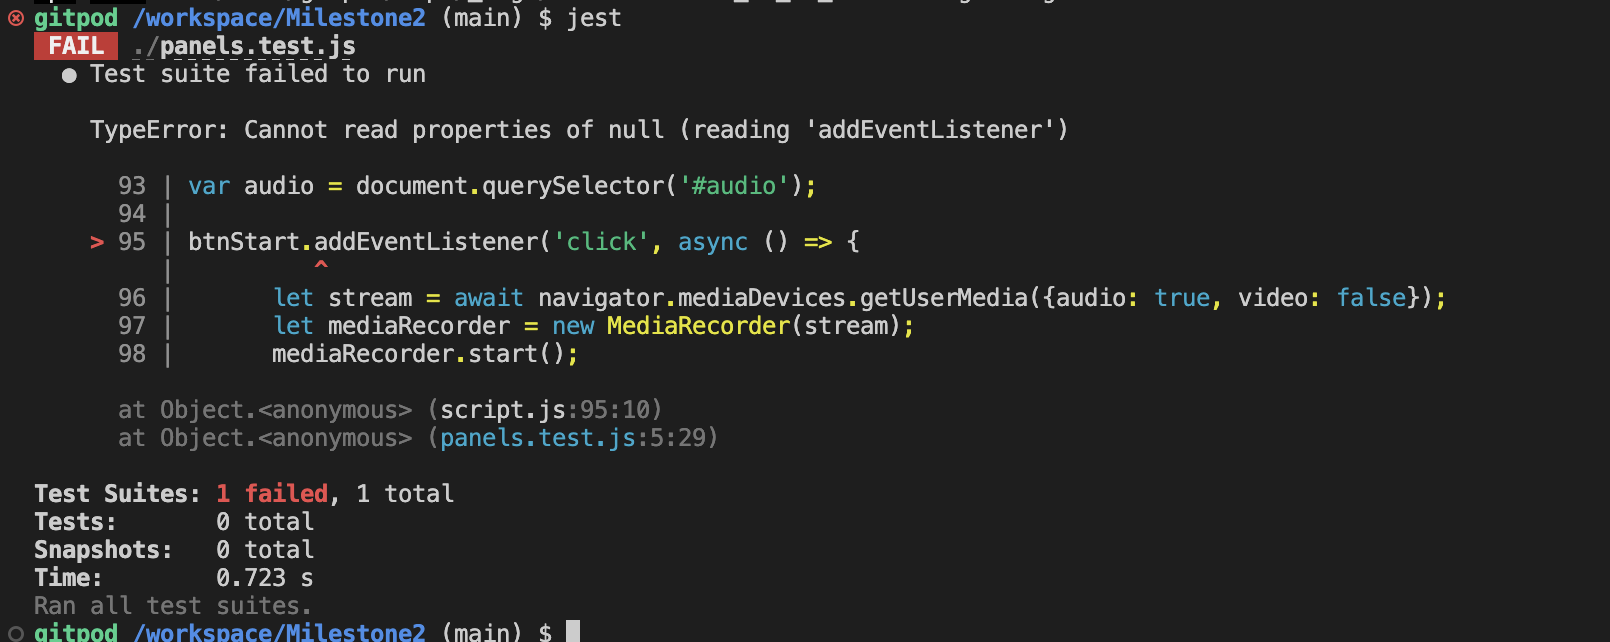 gitpod /workspace/Milestone2 (main) $ jest
FAIL ./panels.test.js
● Test suite failed to run
TypeError: Cannot read properties of null (reading 'addEventListener')
93 | var audio = document.querySelector('#audio');
94 |
> 95 | btnStart.addEventListener('click', async () => {
| ^
96 | let stream = await navigator.mediaDevices.getUserMedia({audio: true, video: false});
97 | let mediaRecorder = new MediaRecorder(stream);
98 | mediaRecorder.start();
at Object.<anonymous> (script.js:95:10)
at Object.<anonymous> (panels.test.js:5:29)
Test Suites: 1 failed, 1 total
Tests: 0 total
Snapshots: 0 total
Time: 0.723 s
Ran all test suites.
gitpod /workspace/Milestone2 (main) $